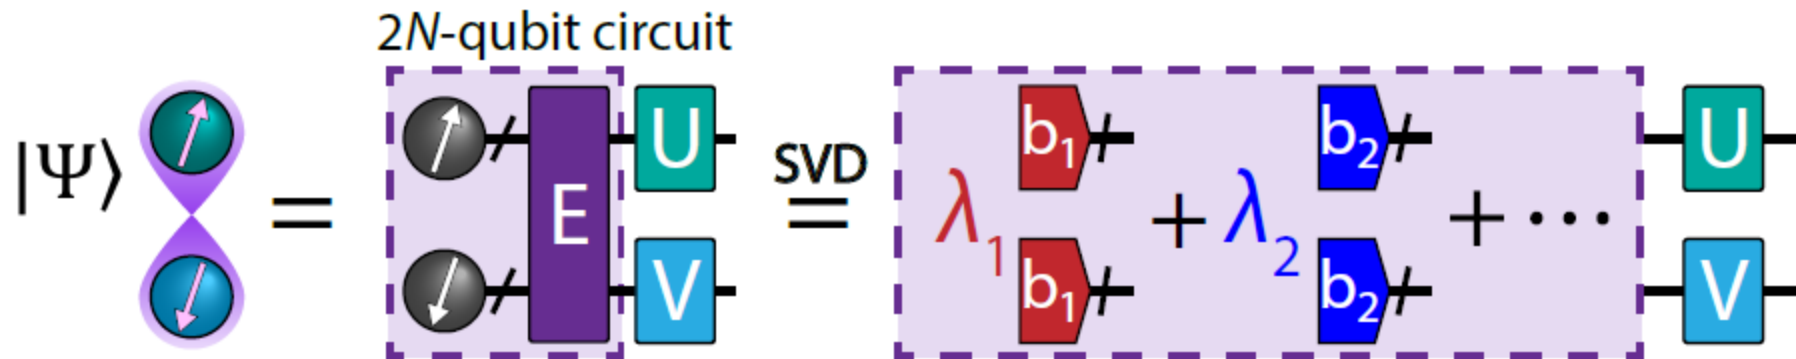 2N-qubit circuit
|Ψ⟩ = E U V SVD = λ1 b1 b1 + λ2 b2 b2 + ··· U V